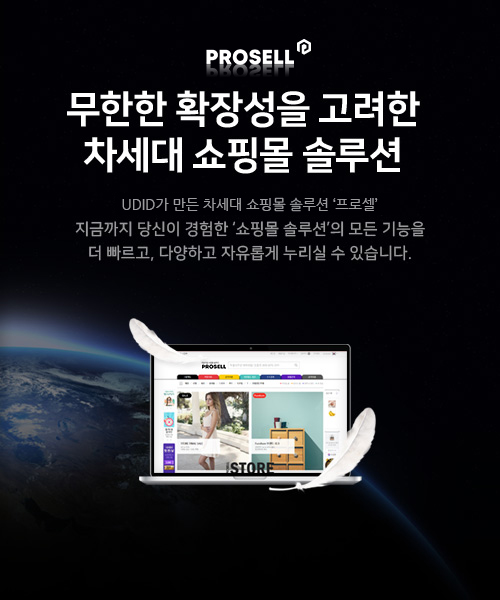 PROSELL
무한한 확장성을 고려한
차세대 쇼핑몰 솔루션
UDID가 만든 차세대 쇼핑몰 솔루션 ‘프로셀’
지금까지 당신이 경험한 ‘쇼핑몰 솔루션’의 모든 기능을
더 빠르고, 다양하고 자유롭게 누리실 수 있습니다.
PROSELL
STORE